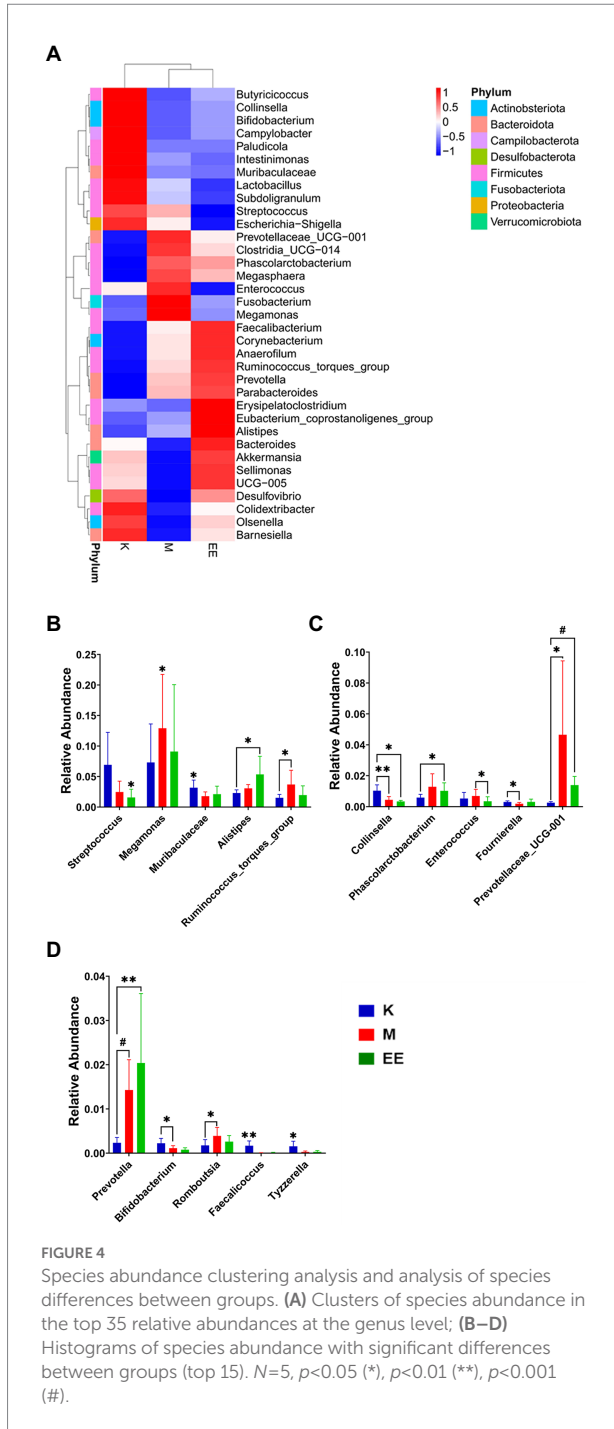 A
Butyricicoccus
Collinsella
Bifidobacterium
Campylobacter
Paludicola
Intestinimonas
Muribaculaceae
Lactobacillus
Subdoligranulum
Streptococcus
Escherichia-Shigella
Prevotellaceae_UCG-001
Clostridia_UCG-014
Phascolarctobacterium
Megasphaera
Enterococcus
Fusobacterium
Megamonas
Faecalibacterium
Corynebacterium
Anaerofilum
Ruminococcus_torques_group
Prevotella
Parabacteroides
Erysipelatoclostridium
Eubacterium_coprostanoligenes_group
Alistipes
Bacteroides
Akkermansia
Sellimonas
UCG-005
Desulfovibrio
Colidextribacter
Olsenella
Barnesiella
Phylum
K
M
EE
1
0.5
0
−0.5
−1
Phylum
Actinobsteriota
Bacteroidota
Campilobacterota
Desulfobacterota
Firmicutes
Fusobacteriota
Proteobacteria
Verrucomicrobiota
B
Relative Abundance
0.25
0.20
0.15
0.10
0.05
0.00
*
*
*
*
*
Streptococcus
Megamonas
Muribaculaceae
Alistipes
Ruminococcus_torques_group
C
Relative Abundance
0.10
0.08
0.06
0.04
0.02
0.00
*
**
*
*
*
#
*
Collinsella
Phascolarctobacterium
Enterococcus
Fournierella
Prevotellaceae_UCG-001
D
Relative Abundance
0.04
0.03
0.02
0.01
0.00
**
#
*
*
**
*
Prevotella
Bifidobacterium
Romboutsia
Faecalicoccus
Tyzzerella
K
M
EE
FIGURE 4
Species abundance clustering analysis and analysis of species
differences between groups. (A) Clusters of species abundance in
the top 35 relative abundances at the genus level; (B–D)
Histograms of species abundance with significant differences
between groups (top 15). N=5, p<0.05 (*), p<0.01 (**), p<0.001
(#).